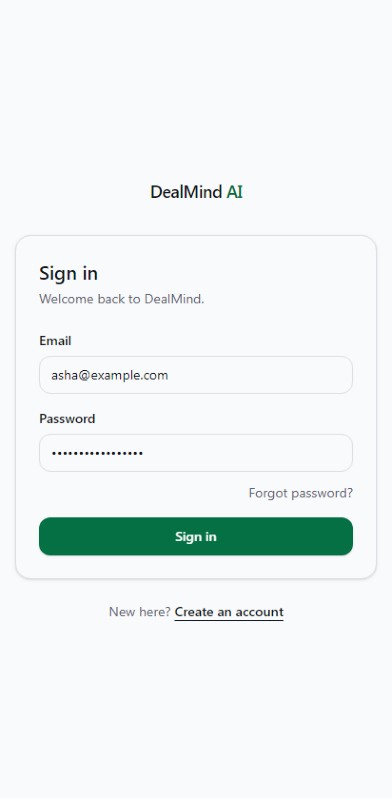 DealMind AI
Sign in
Welcome back to DealMind.
Email
asha@example.com
Password
•••••••••••••••••
Forgot password?
Sign in
New here? Create an account